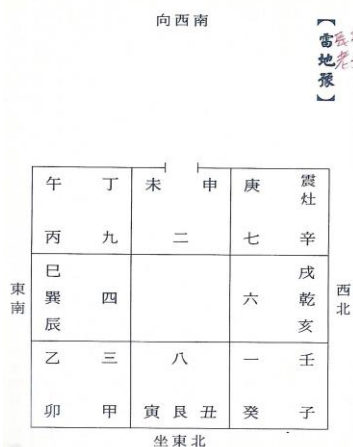 向西南
【雷地豫】
午 丁 未 申 庚 震灶
丙 九 二 七 辛
東南
巳巽辰 四 六 戌乾亥
西北
乙 三 八 一 壬
卯 甲 寅 艮 丑 癸 子
坐東北